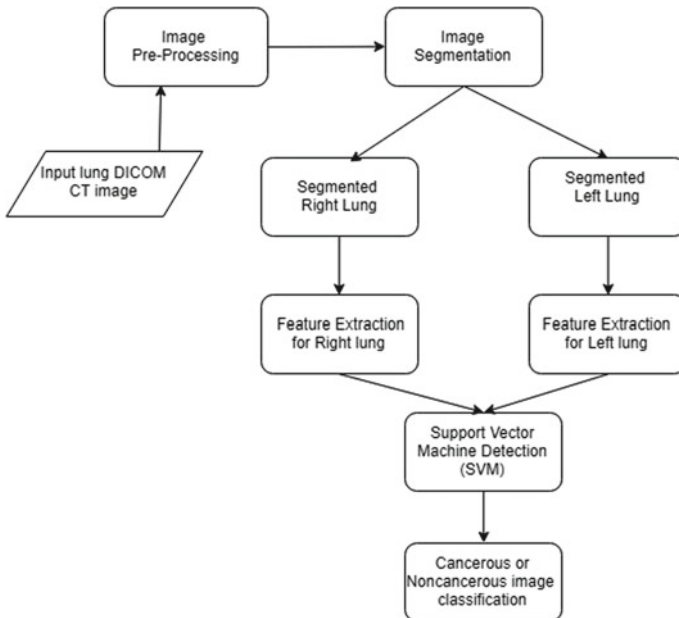 Image
Pre-Processing
Image
Segmentation
Input lung DICOM
CT image
Segmented
Right Lung
Segmented
Left Lung
Feature Extraction
for Right lung
Feature Extraction
for Left lung
Support Vector
Machine Detection
(SVM)
Cancerous or
Noncancerous image
classification